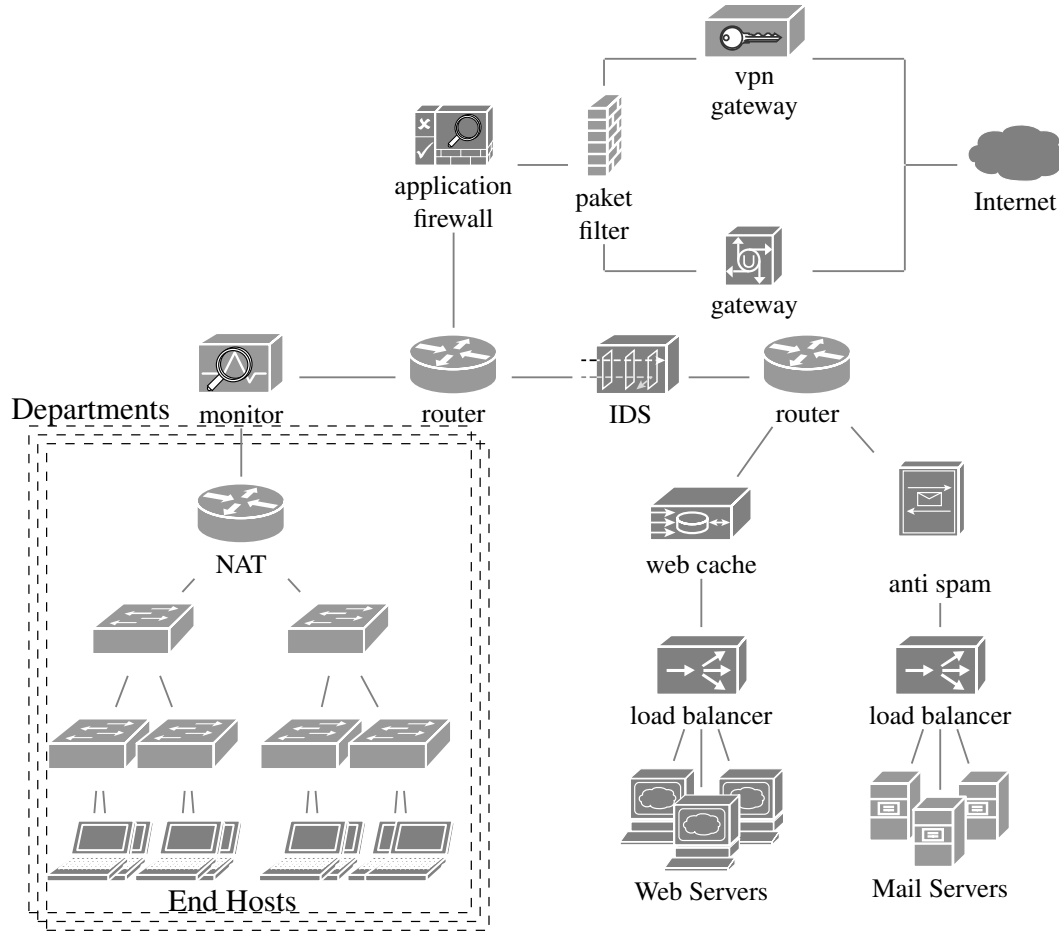 vpn
gateway
application
firewall
paket
filter
Internet
U
gateway
Departments
monitor
router
IDS
router
NAT
web cache
anti spam
load balancer
load balancer
Web Servers
Mail Servers
End Hosts